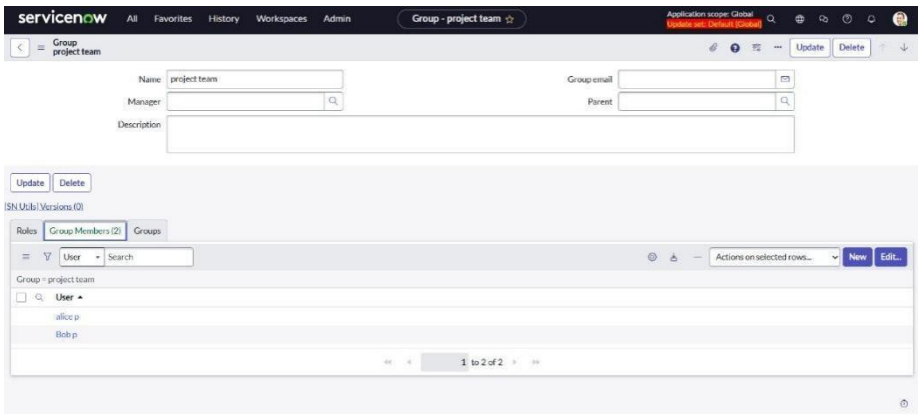 servicenow All Favorites History Workspaces Admin Group - project team Application scope: Global
Update set: Default [Global]
Group
project team Update Delete
Name project team Group email
Manager Parent
Description
Update Delete
[SN Utils] Versions (0)
Roles Group Members (2) Groups
User Search Actions on selected rows... New Edit...
Group = project team
User
alice p
Bob p
1 to 2 of 2